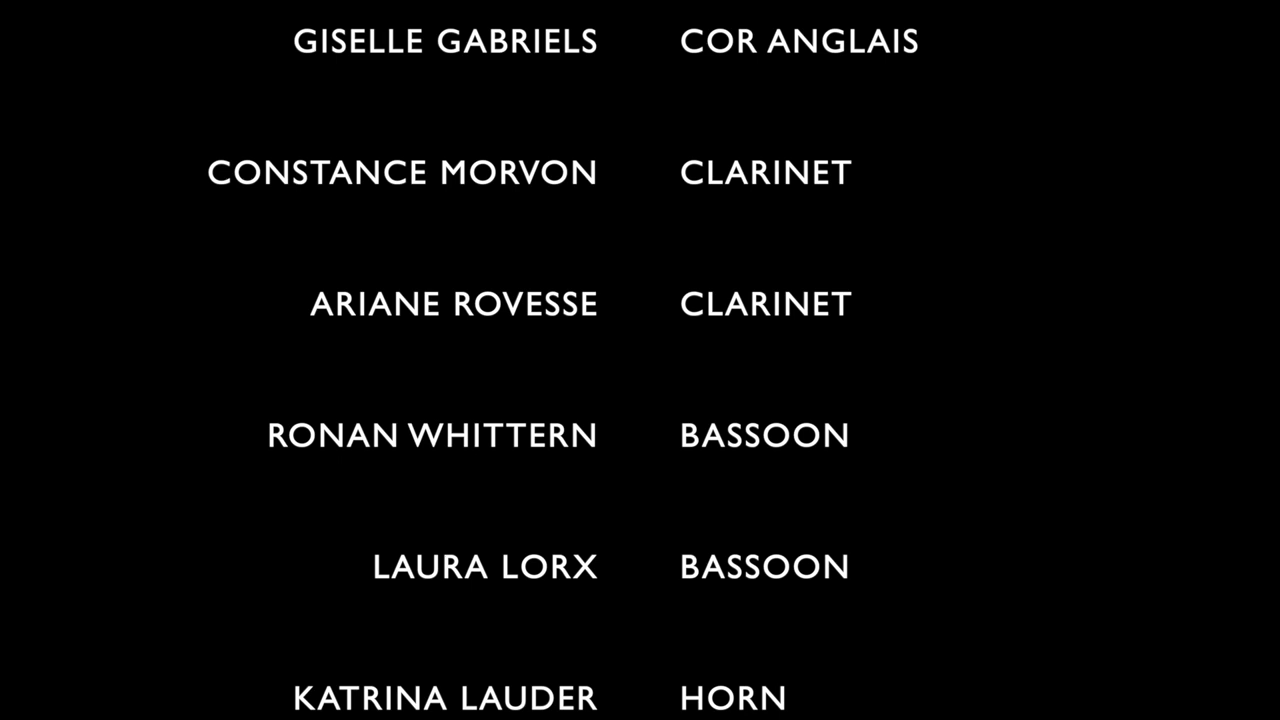 GISELLE GABRIELS COR ANGLAIS
CONSTANCE MORVON CLARINET
ARIANE ROVESSE CLARINET
RONAN WHITTERN BASSOON
LAURA LORX BASSOON
KATRINA LAUDER HORN